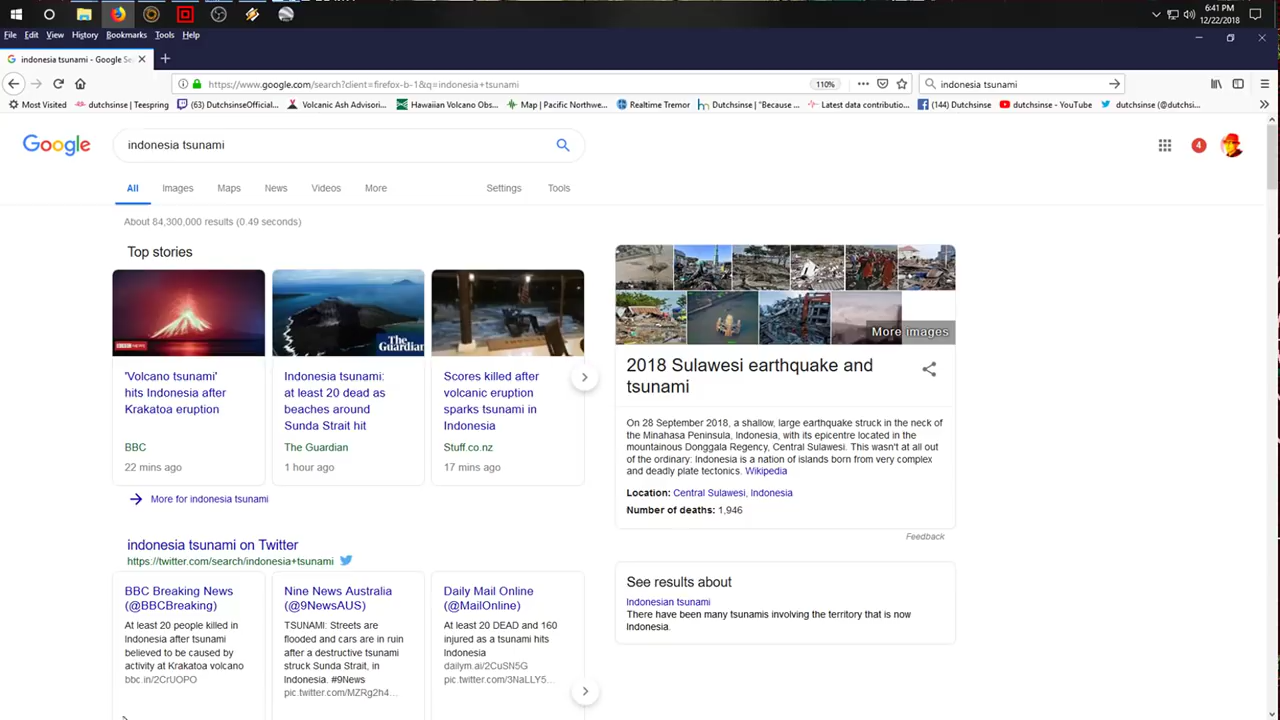 6:41 PM
12/22/2018
File Edit View History Bookmarks Tools Help
indonesia tsunami - Google Se
https://www.google.com/search?client=firefox-b-1&q=indonesia+tsunami
110%
indonesia tsunami
Most Visited
dutchsinse | Teespring
(63) DutchsinseOfficial...
Volcanic Ash Advisori...
Hawaiian Volcano Obs...
Map | Pacific Northwe...
Realtime Tremor
Dutchsinse | "Because ...
Latest data contributio...
(144) Dutchsinse
dutchsinse - YouTube
dutchsinse (@dutchsi...
Google
indonesia tsunami
4
All Images Maps News Videos More Settings Tools
About 84,300,000 results (0.49 seconds)
Top stories
The Guardian
'Volcano tsunami'
hits Indonesia after
Krakatoa eruption
BBC
22 mins ago
Indonesia tsunami:
at least 20 dead as
beaches around
Sunda Strait hit
The Guardian
1 hour ago
Scores killed after
volcanic eruption
sparks tsunami in
Indonesia
Stuff.co.nz
17 mins ago
More for indonesia tsunami
indonesia tsunami on Twitter
https://twitter.com/search/indonesia+tsunami
BBC Breaking News
(@BBCBreaking)
At least 20 people killed in
Indonesia after tsunami
believed to be caused by
activity at Krakatoa volcano
bbc.in/2CrUOPO
Nine News Australia
(@9NewsAUS)
TSUNAMI: Streets are
flooded and cars are in ruin
after a destructive tsunami
struck Sunda Strait, in
Indonesia. #9News
pic.twitter.com/MZRg2h4...
Daily Mail Online
(@MailOnline)
At least 20 DEAD and 160
injured as a tsunami hits
Indonesia
dailym.ai/2CuSN5G
pic.twitter.com/3NaLLY5...
More images
2018 Sulawesi earthquake and
tsunami
On 28 September 2018, a shallow, large earthquake struck in the neck of
the Minahasa Peninsula, Indonesia, with its epicentre located in the
mountainous Donggala Regency, Central Sulawesi. This wasn't at all out
of the ordinary: Indonesia is a nation of islands born from very complex
and deadly plate tectonics. Wikipedia
Location: Central Sulawesi, Indonesia
Number of deaths: 1,946
Feedback
See results about
Indonesian tsunami
There have been many tsunamis involving the territory that is now
Indonesia.